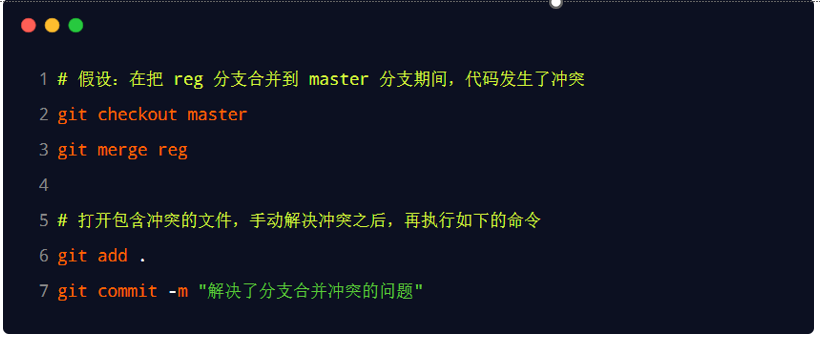 1 # 假设：在把 reg 分支合并到 master 分支期间，代码发生了冲突
2 git checkout master
3 git merge reg
4
5 # 打开包含冲突的文件，手动解决冲突之后，再执行如下的命令
6 git add .
7 git commit -m "解决了分支合并冲突的问题"